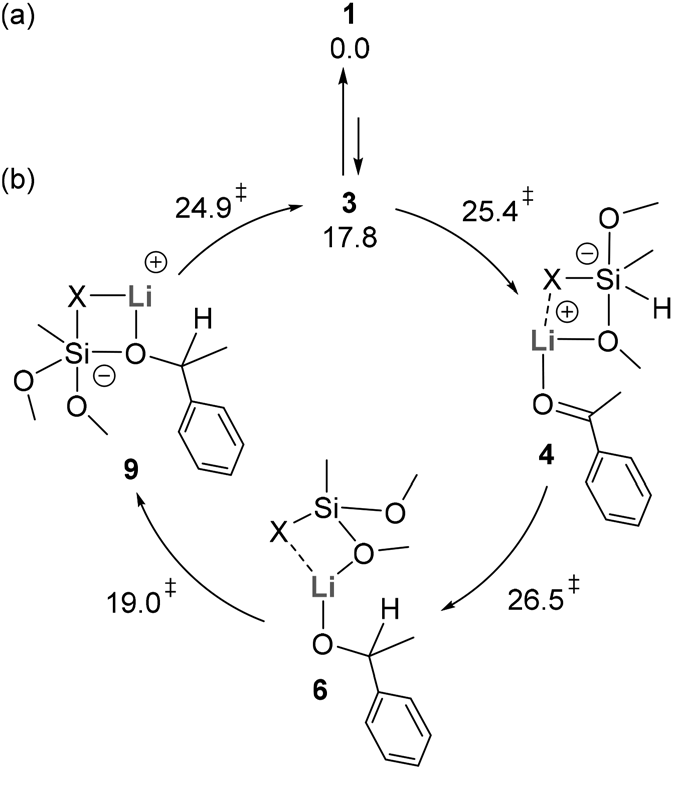 (a)
1
0.0
(b)
24.9‡
3
17.8
25.4‡
X Li ⊕
H
Si ⊖ O
O
O
9
O
X ⊖ Si
H
⊕
Li O
O
4
19.0‡
Si O
X
O
Li
H
O
6
26.5‡